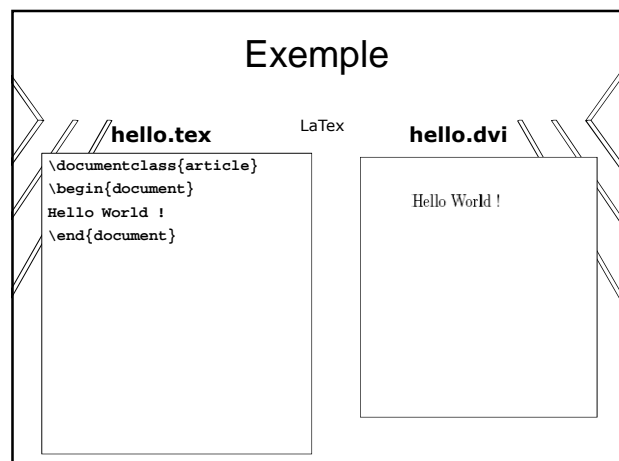 Exemple
LaTex
hello.tex
hello.dvi
\documentclass{article}
\begin{document}
Hello World !
\end{document}
Hello World !